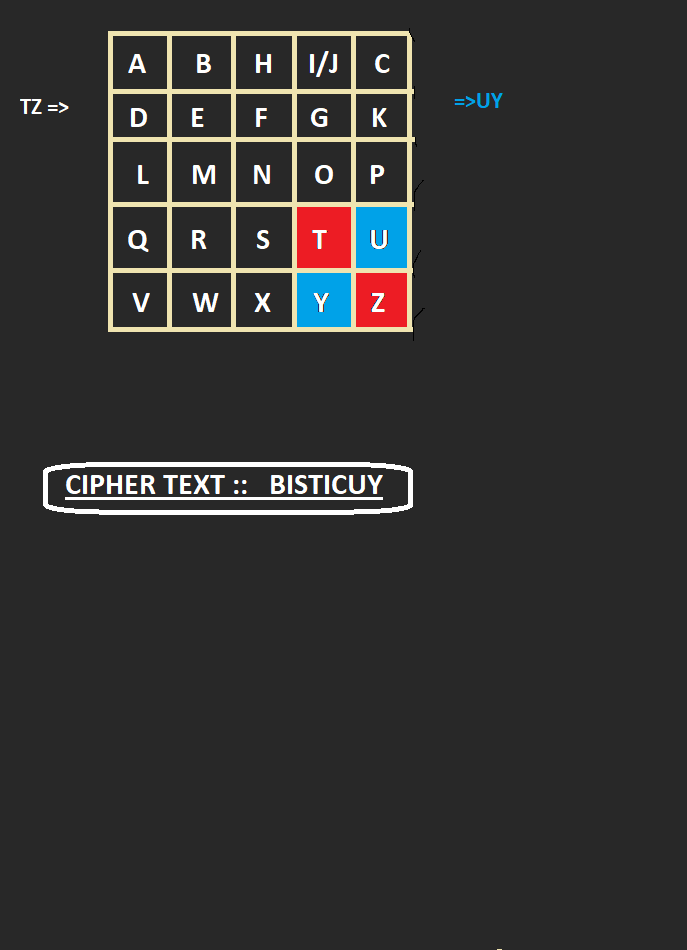 A B H I/J C
TZ => D E F G K =>UY
L M N O P
Q R S T U
V W X Y Z
CIPHER TEXT :: BISTICUY